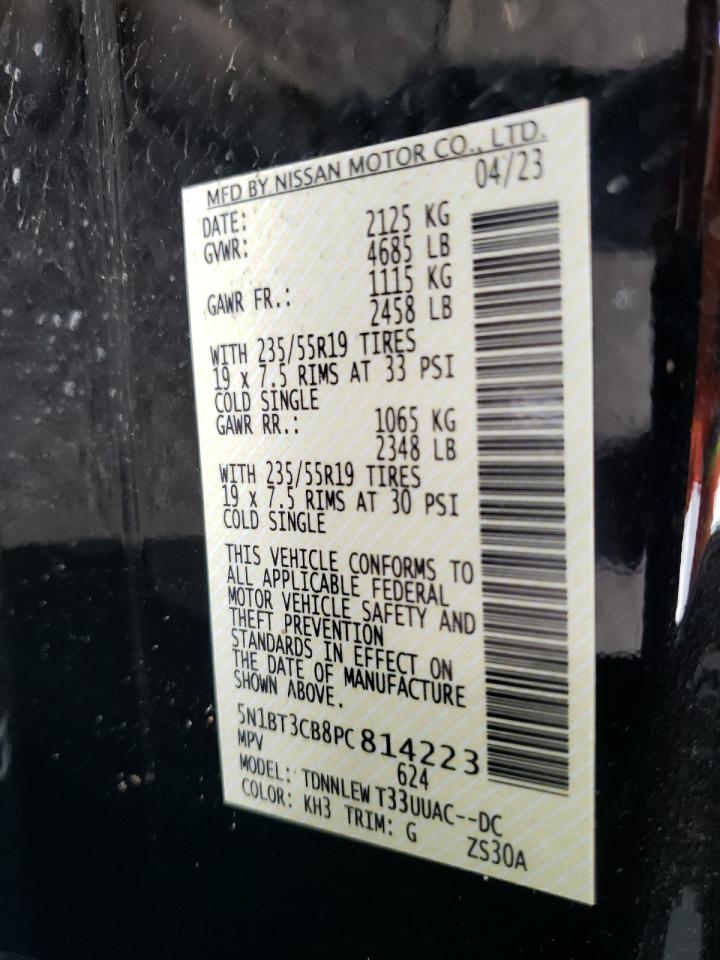 MFD BY NISSAN MOTOR CO., LTD.
DATE: 04/23
GVWR: 2125 KG
4685 LB
GAWR FR.: 1115 KG
2458 LB
WITH 235/55R19 TIRES
19 x 7.5 RIMS AT 33 PSI
COLD SINGLE
GAWR RR.: 1065 KG
2348 LB
WITH 235/55R19 TIRES
19 x 7.5 RIMS AT 30 PSI
COLD SINGLE
THIS VEHICLE CONFORMS TO
ALL APPLICABLE FEDERAL
MOTOR VEHICLE SAFETY AND
THEFT PREVENTION
STANDARDS IN EFFECT ON
THE DATE OF MANUFACTURE
SHOWN ABOVE.
5N1BT3CB8PC814223
MPV 624
MODEL: TDNNLEW T33UUAC--DC
COLOR: KH3 TRIM: G ZS30A